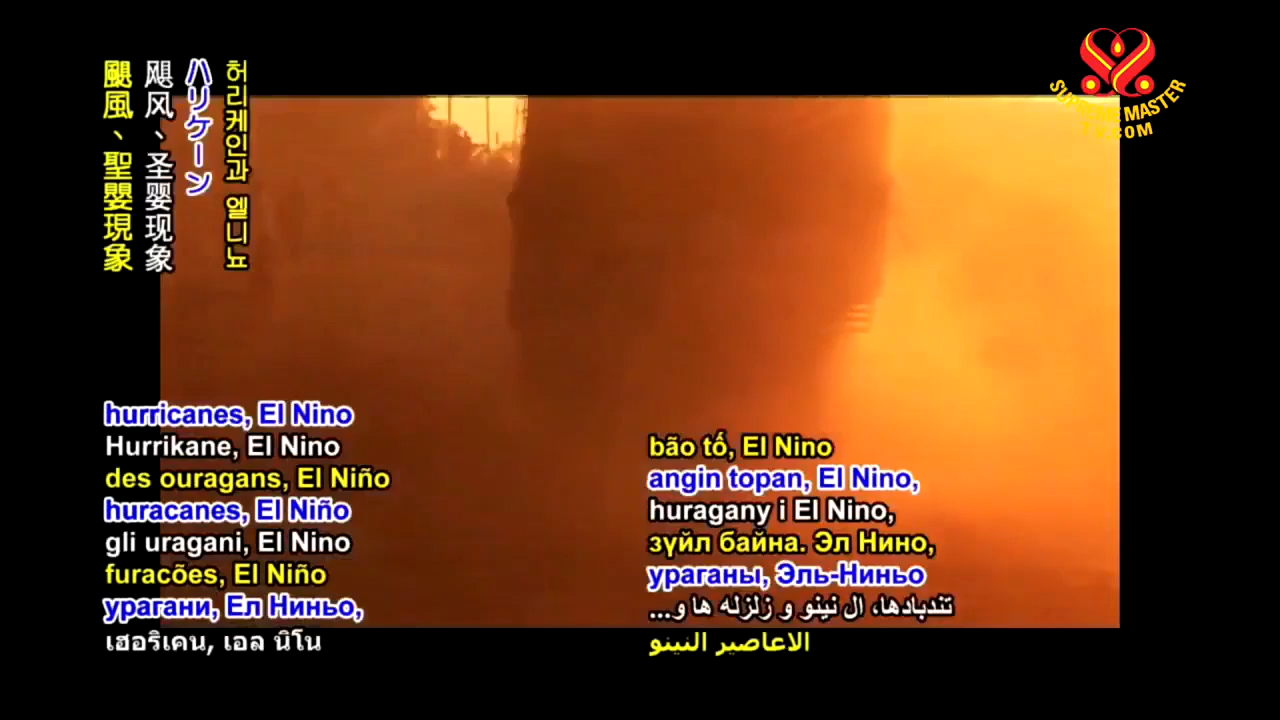 颶風、聖嬰現象
飓风、圣婴现象
ハリケーン
허리케인과 엘니뇨
SUPREME MASTER
TV.COM
hurricanes, El Nino
Hurrikane, El Nino
des ouragans, El Niño
huracanes, El Niño
gli uragani, El Nino
furacões, El Niño
урагани, Ел Ниньо,
เฮอริเคน, เอล นิโน
bão tố, El Nino
angin topan, El Nino,
huragany i El Nino,
зүйл байна. Эл Нино,
ураганы, Эль-Ниньо
تندبادها، ال نینو و زلزله ها و...
الاعاصير النينو